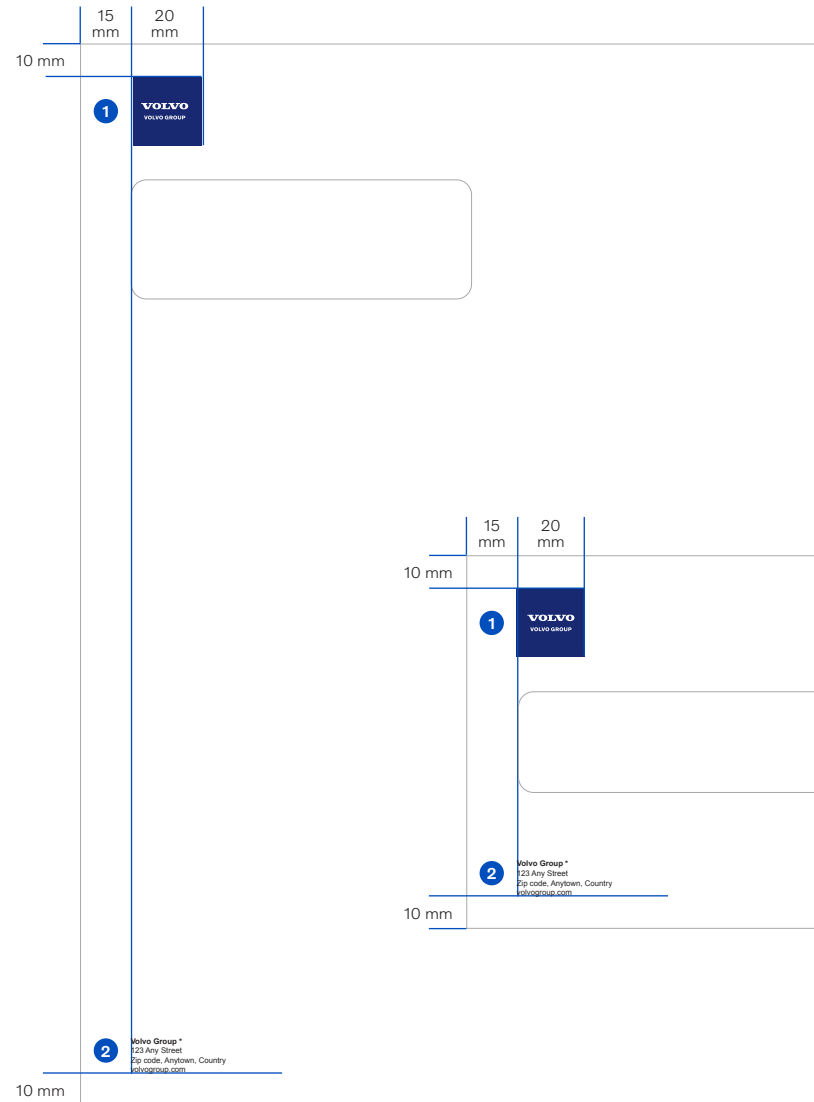 15
mm
20
mm
10 mm
1
VOLVO
VOLVO GROUP
15
mm
20
mm
10 mm
1
VOLVO
VOLVO GROUP
2
Volvo Group *
123 Any Street
Zip code, Anytown, Country
volvogroup.com
10 mm
2
Volvo Group *
123 Any Street
Zip code, Anytown, Country
volvogroup.com
10 mm